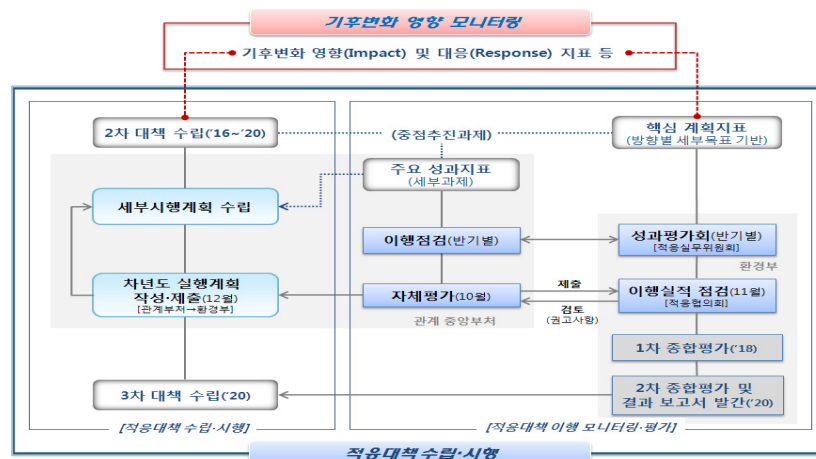 기후변화 영향 모니터링
기후변화 영향(Impact) 및 대응(Response) 지표 등
2차 대책 수립('16~'20)
(중점추진과제)
핵심 계획지표
(방향별 세부목표 기반)
주요 성과지표
(세부과제)
세부시행계획 수립
이행점검(반기별)
성과평가회(반기별)
[적응실무위원회]
환경부
차년도 실행계획
작성·제출(12월)
[관계부처→환경부]
자체평가(10월)
제출
검토
(권고사항)
이행실적 점검(11월)
[적응협의회]
관계 중앙부처
1차 종합평가('18)
3차 대책 수립('20)
2차 종합평가 및
결과 보고서 발간('20)
[적응대책 수립·시행]
[적응대책 이행 모니터링·평가]
적응대책 수립·시행